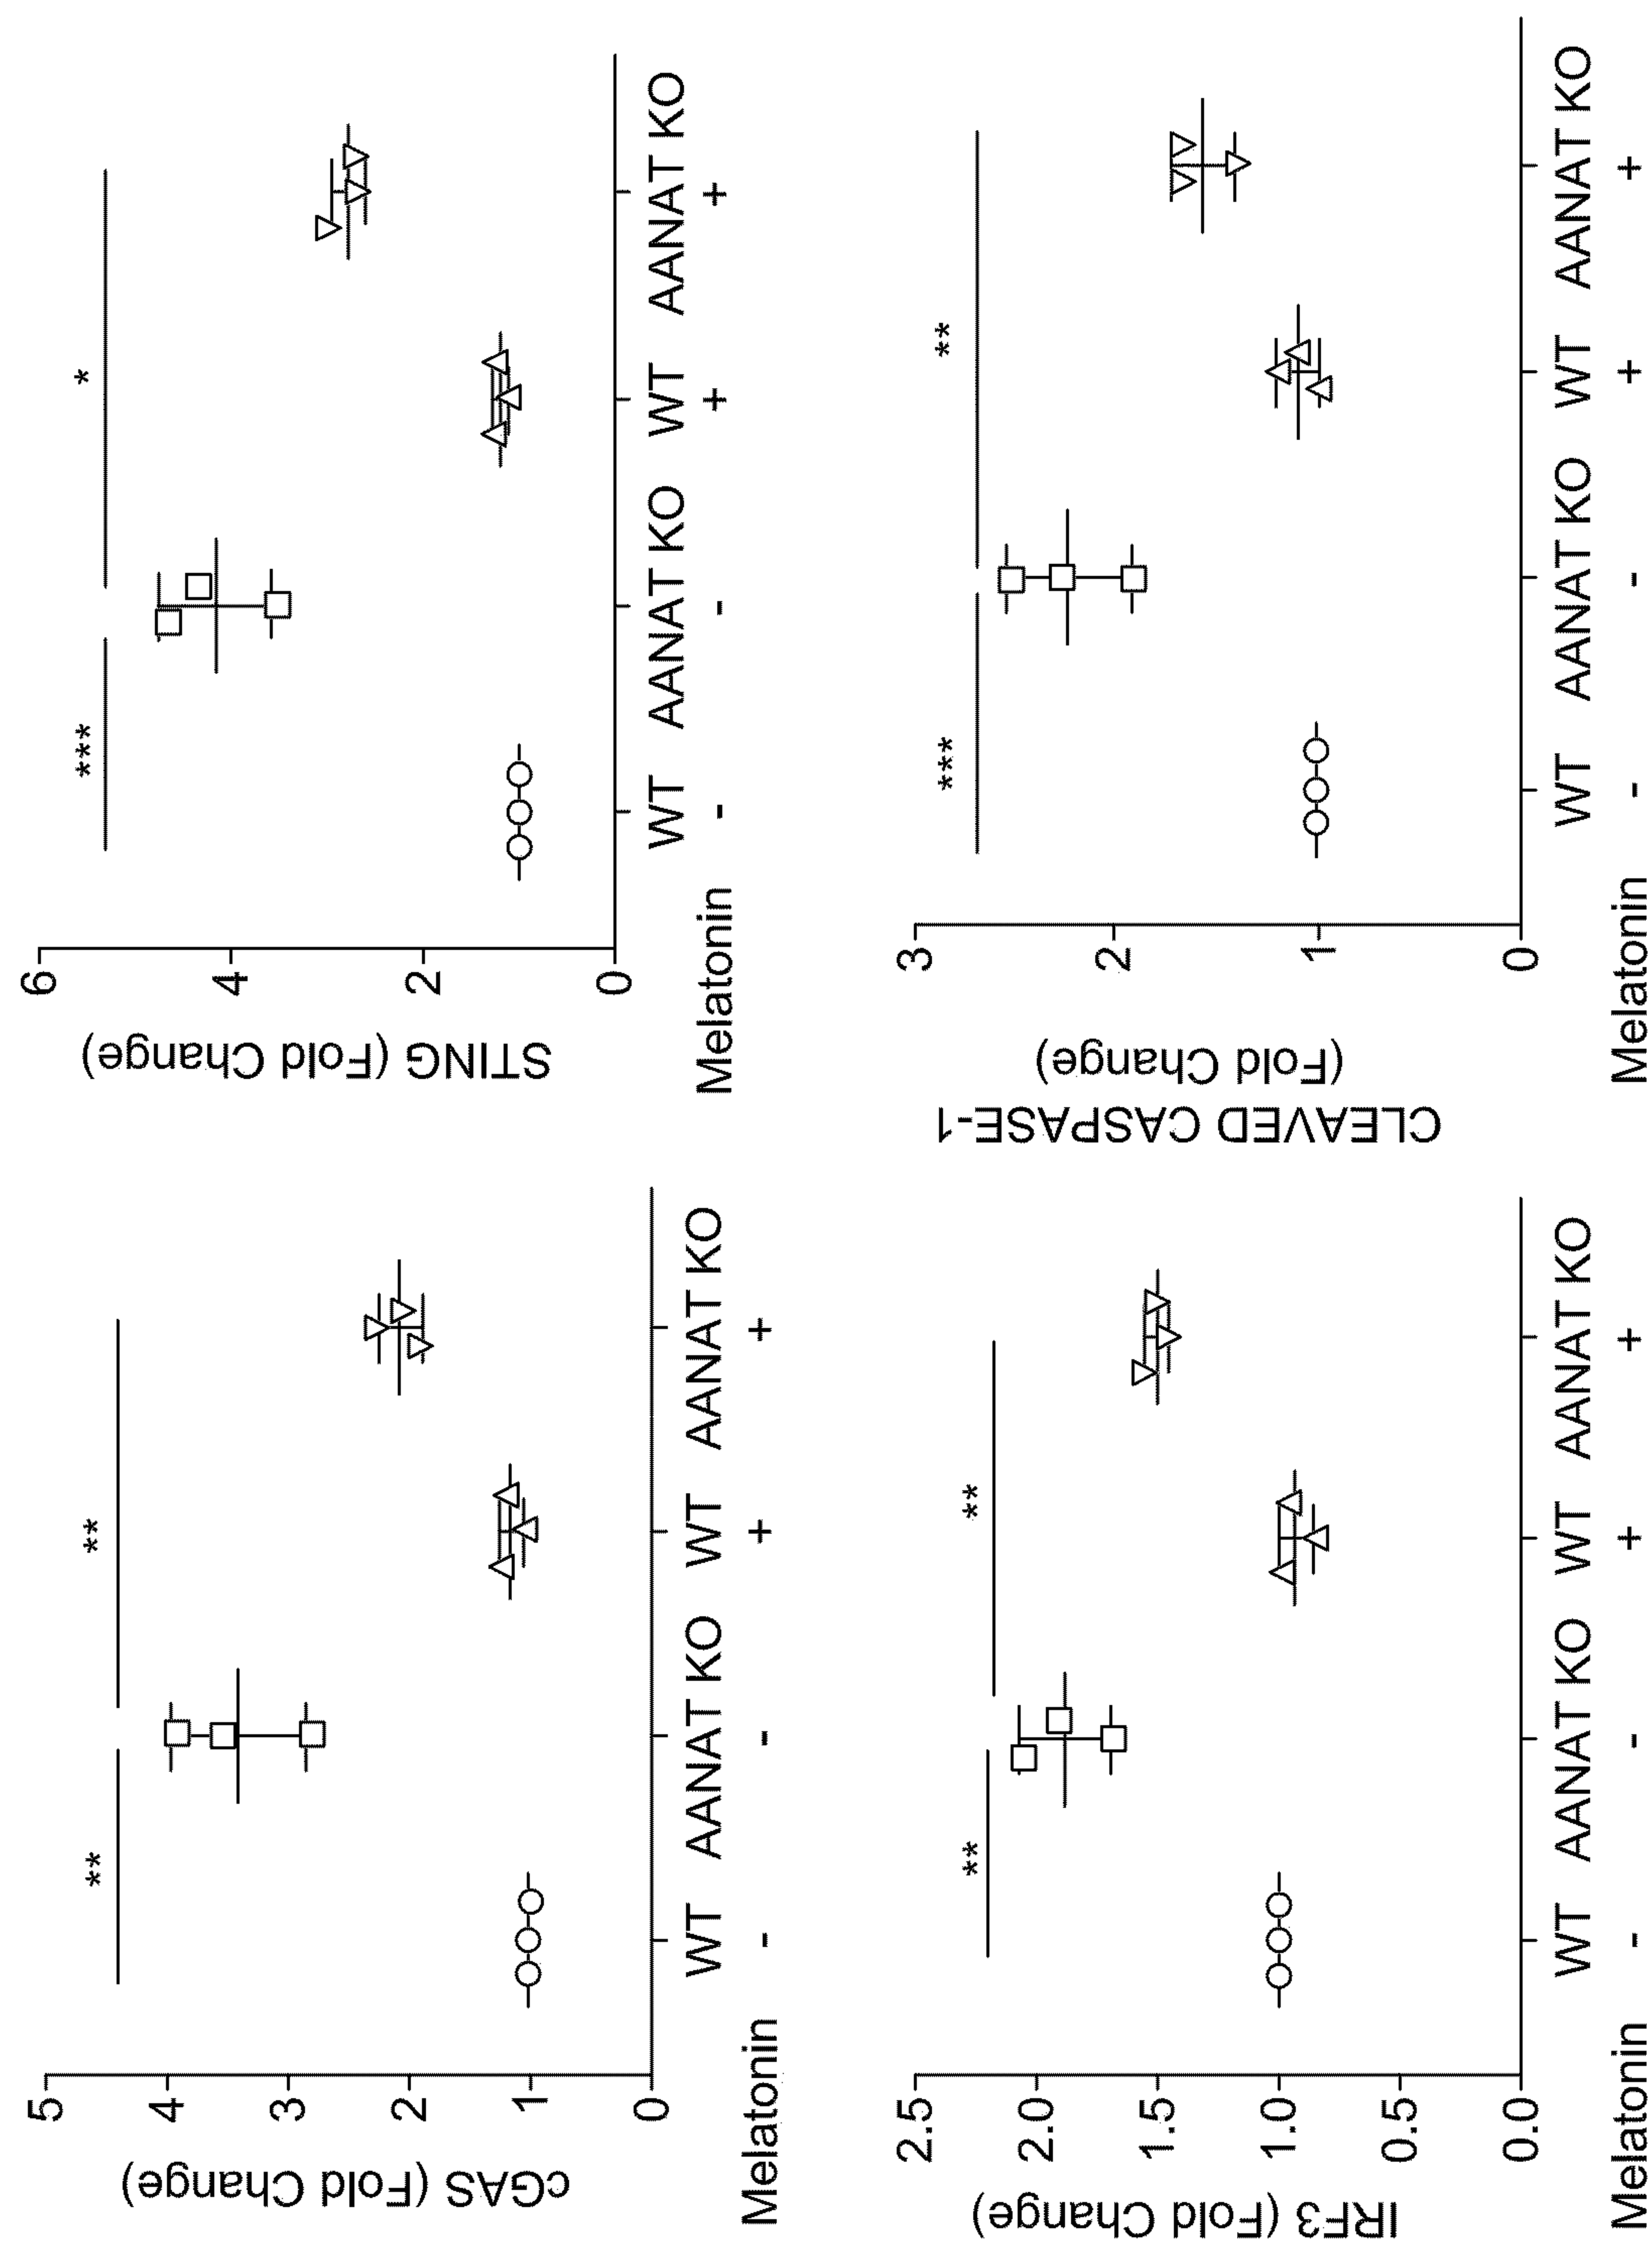 cGAS (Fold Change)
5
4
3
2
1
0
** **
WT AANAT KO WT AANAT KO
Melatonin - - + +
STING (Fold Change)
6
4
2
0
*** *
WT AANAT KO WT AANAT KO
Melatonin - - + +
IRF3 (Fold Change)
2.5
2.0
1.5
1.0
0.5
0.0
** **
WT AANAT KO WT AANAT KO
Melatonin - - + +
CLEAVED CASPASE-1
(Fold Change)
3
2
1
0
*** **
WT AANAT KO WT AANAT KO
Melatonin - - + +